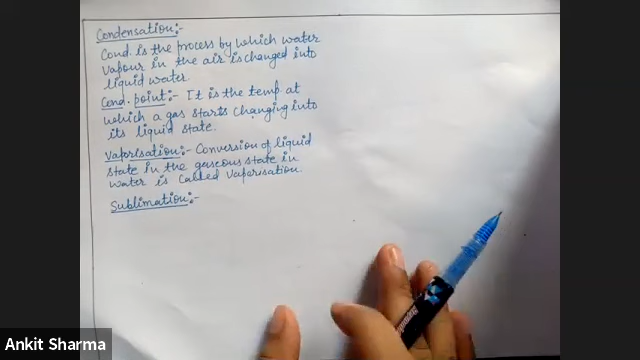 Condensation:-
Cond. is the process by which water
vapour in the air is changed into
liquid water.
Cond. point:- It is the temp. at
which a gas starts changing into
its liquid state.
Vaporisation:- Conversion of liquid
state in the gaseous state in
water is called Vaporisation.
Sublimation:-
Ankit Sharma